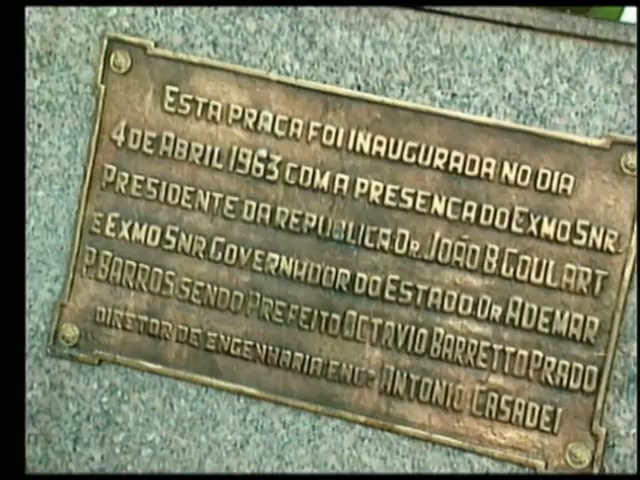 ESTA PRACA FOI INAUGURADA NO DIA
4 DE ABRIL 1963 COM A PRESENCA DO EXMO SNR.
PRESIDENTE DA REPUBLICA DR. JOÃO B GOULART
E EXMO SNR. GOVERNADOR DO ESTADO DR ADEMAR
P. BARROS SENDO PREFEITO OCTAVIO BARRETTO PRADO
DIRETOR DE ENGENHARIA ENGº ANTONIO CASADEI